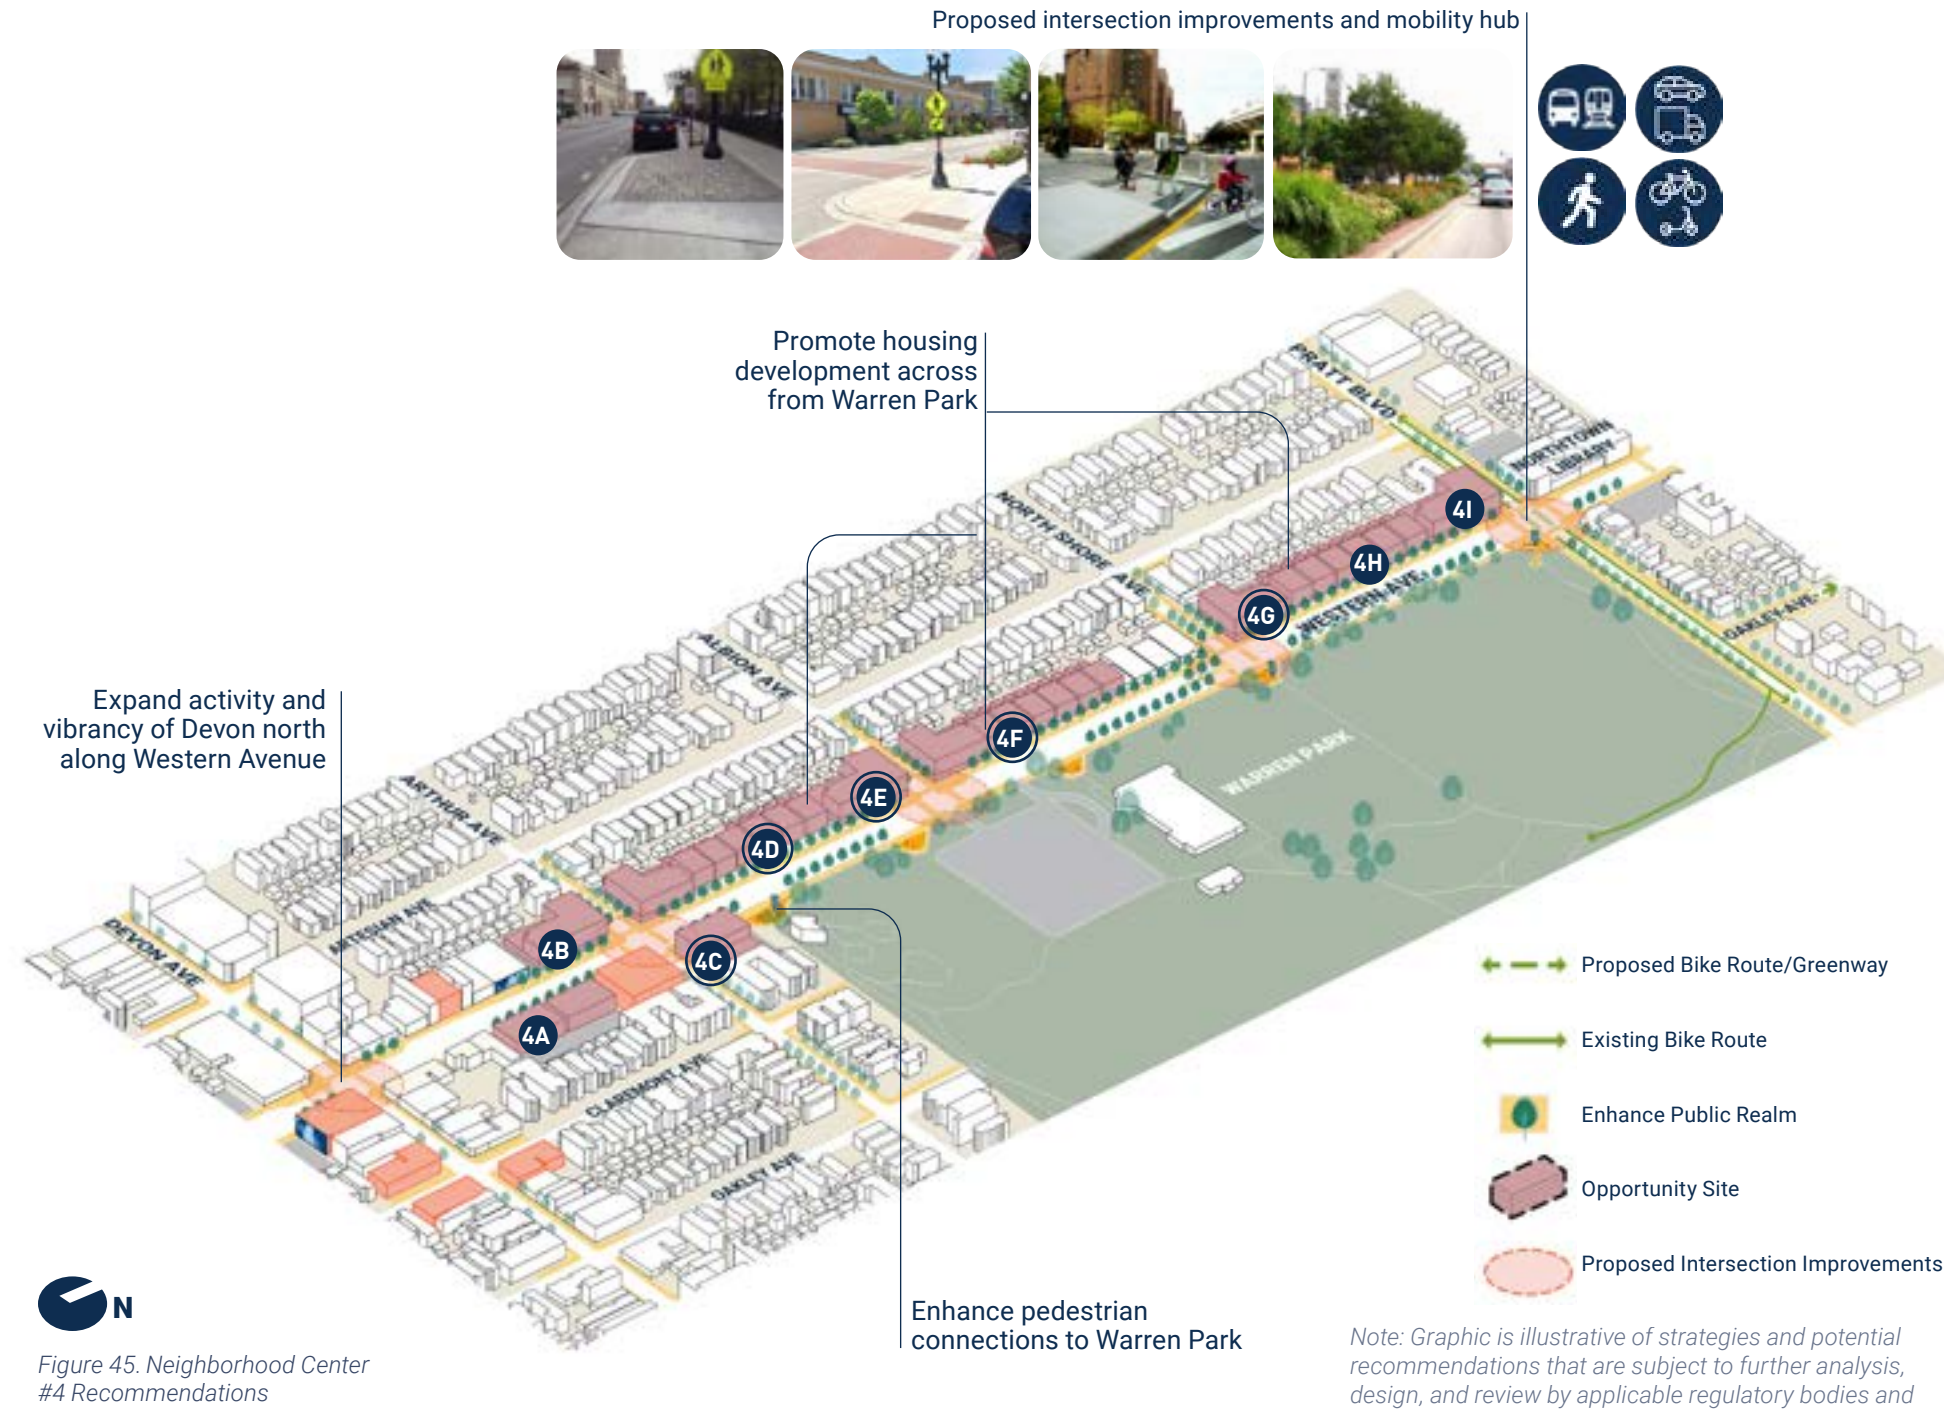 Proposed intersection improvements and mobility hub
Promote housing
development across
from Warren Park
PRATT BLVD
NORTHTOWN
LIBRARY
NORTH SHORE AVE
4I
4H
4G
WESTERN AVE
OAKLEY AVE
ALBION AVE
Expand activity and
vibrancy of Devon north
along Western Avenue
4F
WARREN PARK
4E
ARTHUR AVE
4D
ARTESIAN AVE
DEVON AVE
4B
4C
4A
CLAREMONT AVE
OAKLEY AVE
Proposed Bike Route/Greenway
Existing Bike Route
Enhance Public Realm
Opportunity Site
Proposed Intersection Improvements
N
Enhance pedestrian
connections to Warren Park
Figure 45. Neighborhood Center
#4 Recommendations
Note: Graphic is illustrative of strategies and potential
recommendations that are subject to further analysis,
design, and review by applicable regulatory bodies and